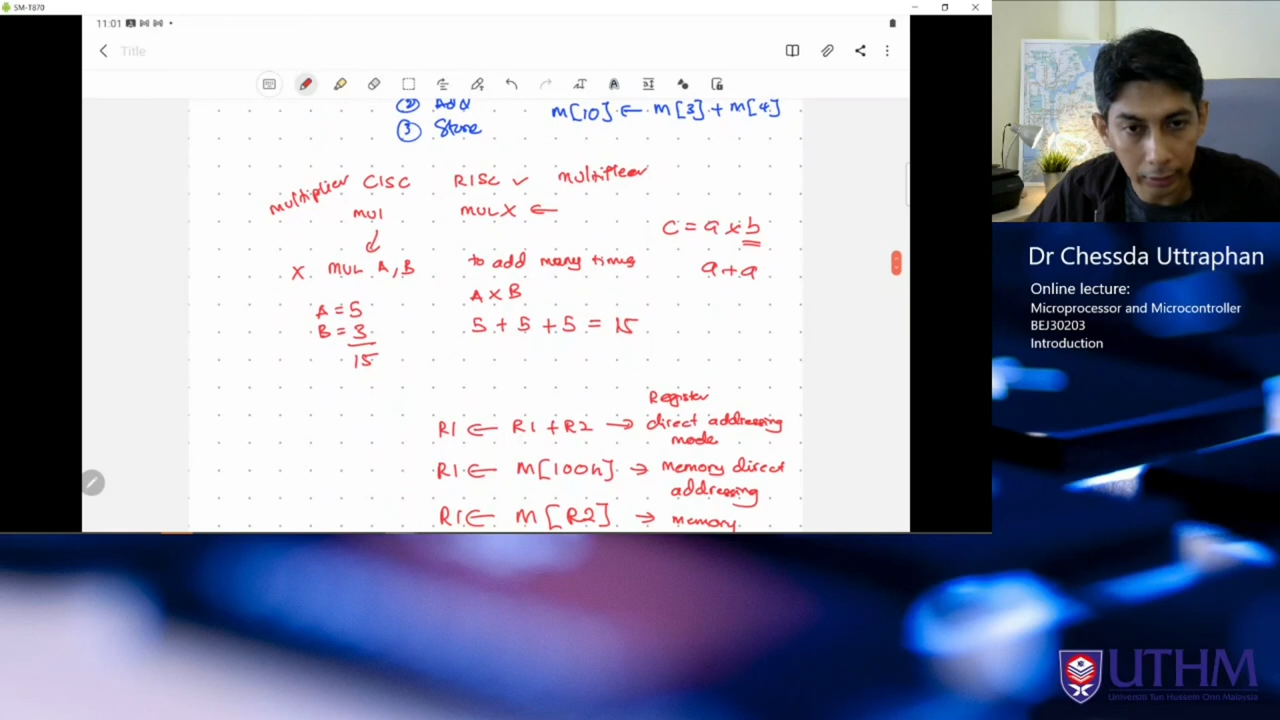 SM-T870
11:01
Title
② Add
m[10] ← m[3] + m[4]
③ Store
multiplier CISC RISC ✓ multiplier
mul mulx ←
c = a x b
X mul A, B to add many times
a + a
A x B
A = 5
B = 3
5 + 5 + 5 = 15
15
Register
R1 ← R1 + R2 → direct addressing
mode
R1 ← M[100h] → memory direct
addressing
R1 ← M[R2] → memory
Dr Chessda Uttraphan
Online lecture:
Microprocessor and Microcontroller
BEJ30203
Introduction
UTHM
Universiti Tun Hussein Onn Malaysia